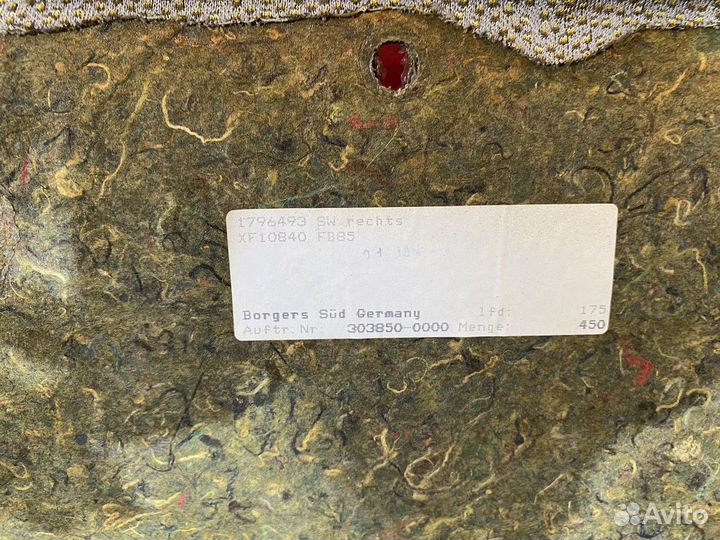 1796493 SW rechts
XF10840 FB85
Borgers Süd Germany lfd: 175
Auftr.Nr: 303850-0000 Menge: 450
Avito